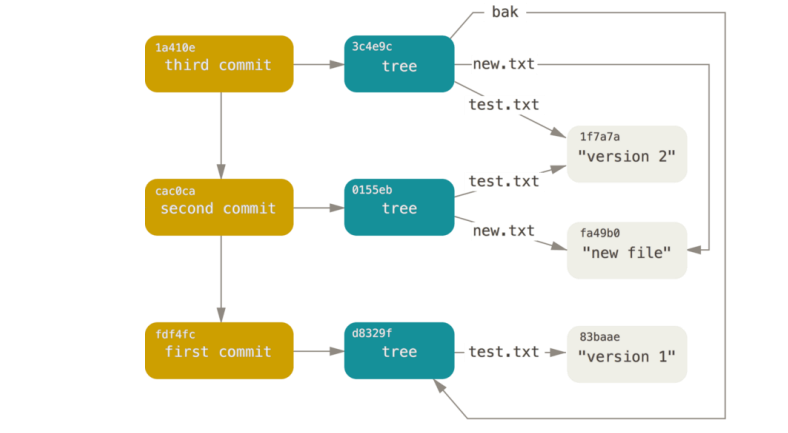 bak
1a410e
third commit
3c4e9c
tree
new.txt
test.txt
1f7a7a
"version 2"
cac0ca
second commit
0155eb
tree
test.txt
new.txt
fa49b0
"new file"
fdf4fc
first commit
d8329f
tree
test.txt
83baae
"version 1"